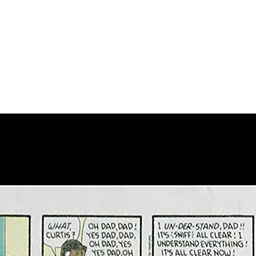 WHAT,
CURTIS?
OH DAD, DAD!
YES DAD, DAD,
OH DAD, YES
YES DAD, OH
I UN-DER-STAND, DAD!!
IT'S :SNIFF: ALL CLEAR! I
UNDERSTAND EVERYTHING!
IT'S ALL CLEAR NOW!